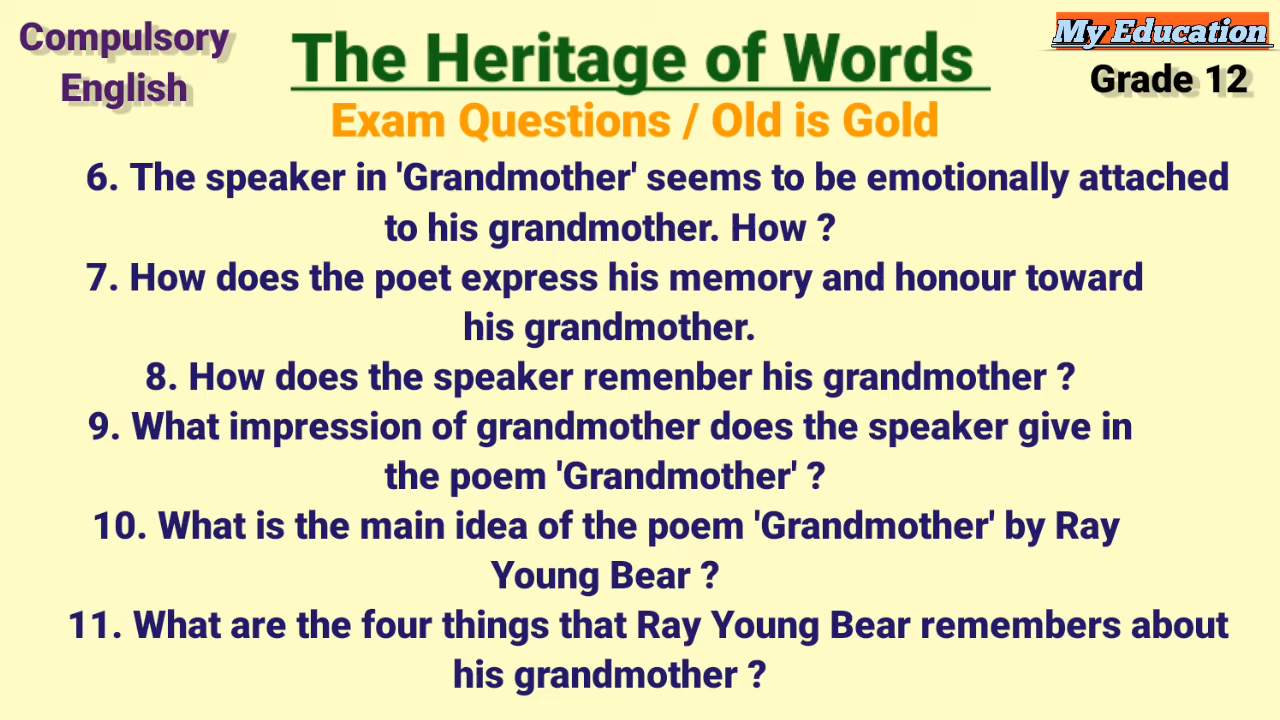 Compulsory
English
The Heritage of Words
My Education
Grade 12
Exam Questions / Old is Gold
6. The speaker in 'Grandmother' seems to be emotionally attached
to his grandmother. How ?
7. How does the poet express his memory and honour toward
his grandmother.
8. How does the speaker remenber his grandmother ?
9. What impression of grandmother does the speaker give in
the poem 'Grandmother' ?
10. What is the main idea of the poem 'Grandmother' by Ray
Young Bear ?
11. What are the four things that Ray Young Bear remembers about
his grandmother ?